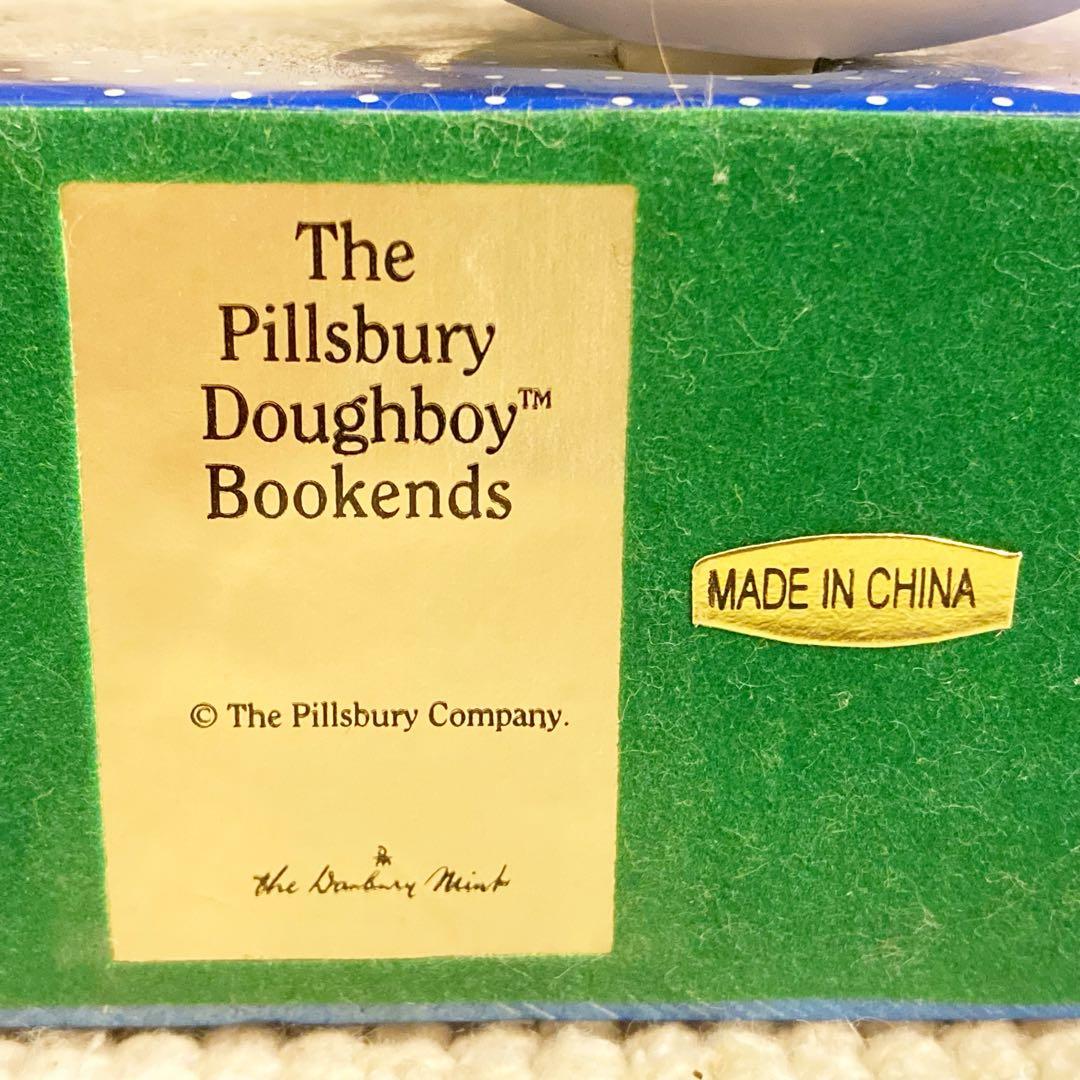 The
Pillsbury
Doughboy™
Bookends
MADE IN CHINA
© The Pillsbury Company.
The Danbury Mint